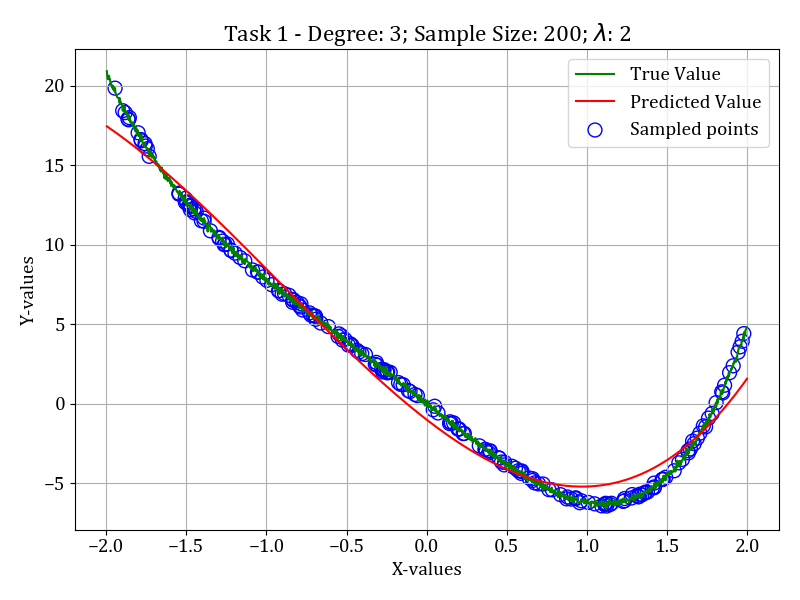 Task 1 - Degree: 3; Sample Size: 200; λ: 2
True Value
Predicted Value
Sampled points
Y-values
20
15
10
5
0
−5
−2.0 −1.5 −1.0 −0.5 0.0 0.5 1.0 1.5 2.0
X-values